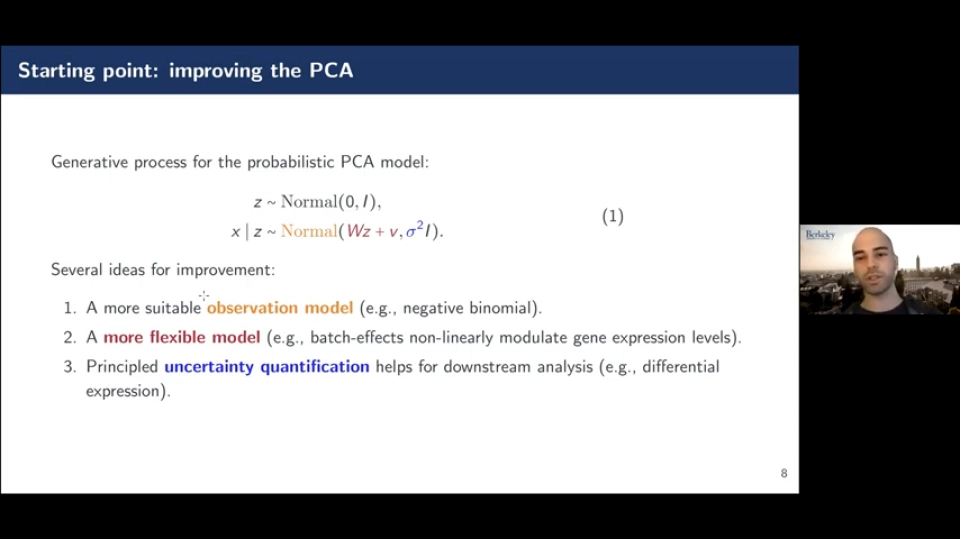 Starting point: improving the PCA
Generative process for the probabilistic PCA model:
z ~ Normal(0, I),
x | z ~ Normal(Wz + v, σ²I).
(1)
Several ideas for improvement:
1. A more suitable observation model (e.g., negative binomial).
2. A more flexible model (e.g., batch-effects non-linearly modulate gene expression levels).
3. Principled uncertainty quantification helps for downstream analysis (e.g., differential
expression).
8
Berkeley